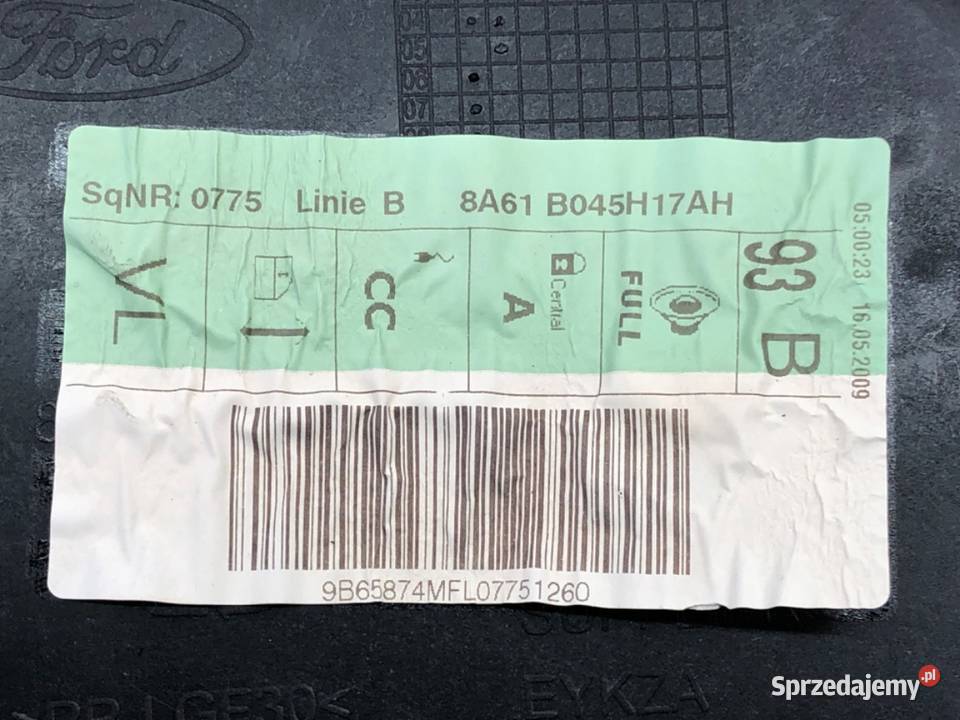 Ford
04
05
06
07
SqNR: 0775 Linie B 8A61 B045H17AH
VL
CC
A
Central
FULL
93 B
05:00:23 16.05.2009
9B65874MFL07751260
EYKZA
Sprzedajemy.pl